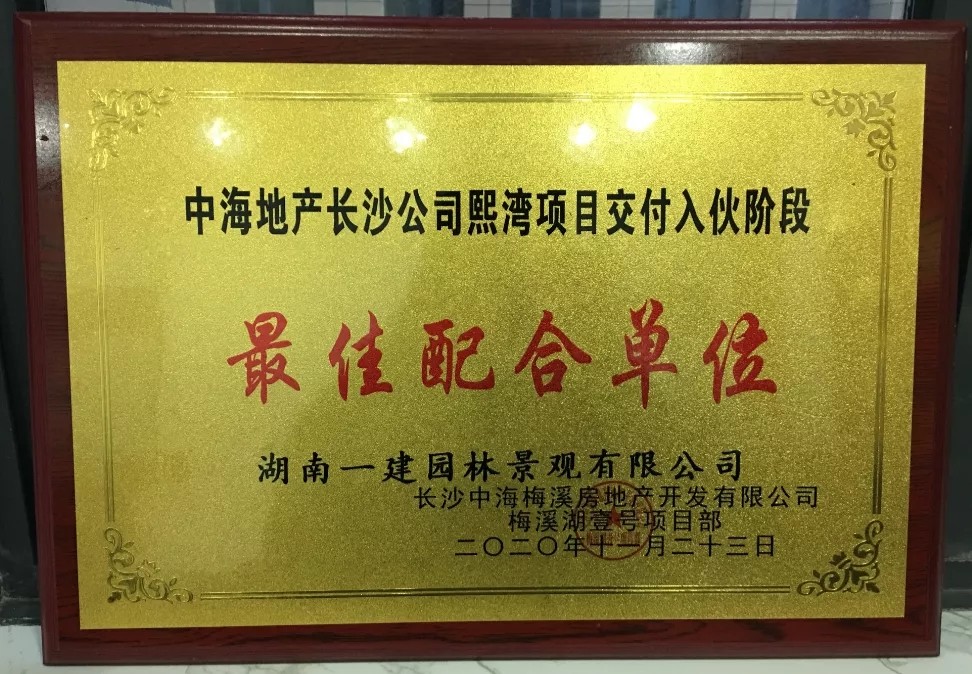 中海地产长沙公司熙湾项目交付入伙阶段
最佳配合单位
湖南一建园林景观有限公司
长沙中海梅溪房地产开发有限公司
梅溪湖壹号项目部
二〇二〇年十一月二十三日